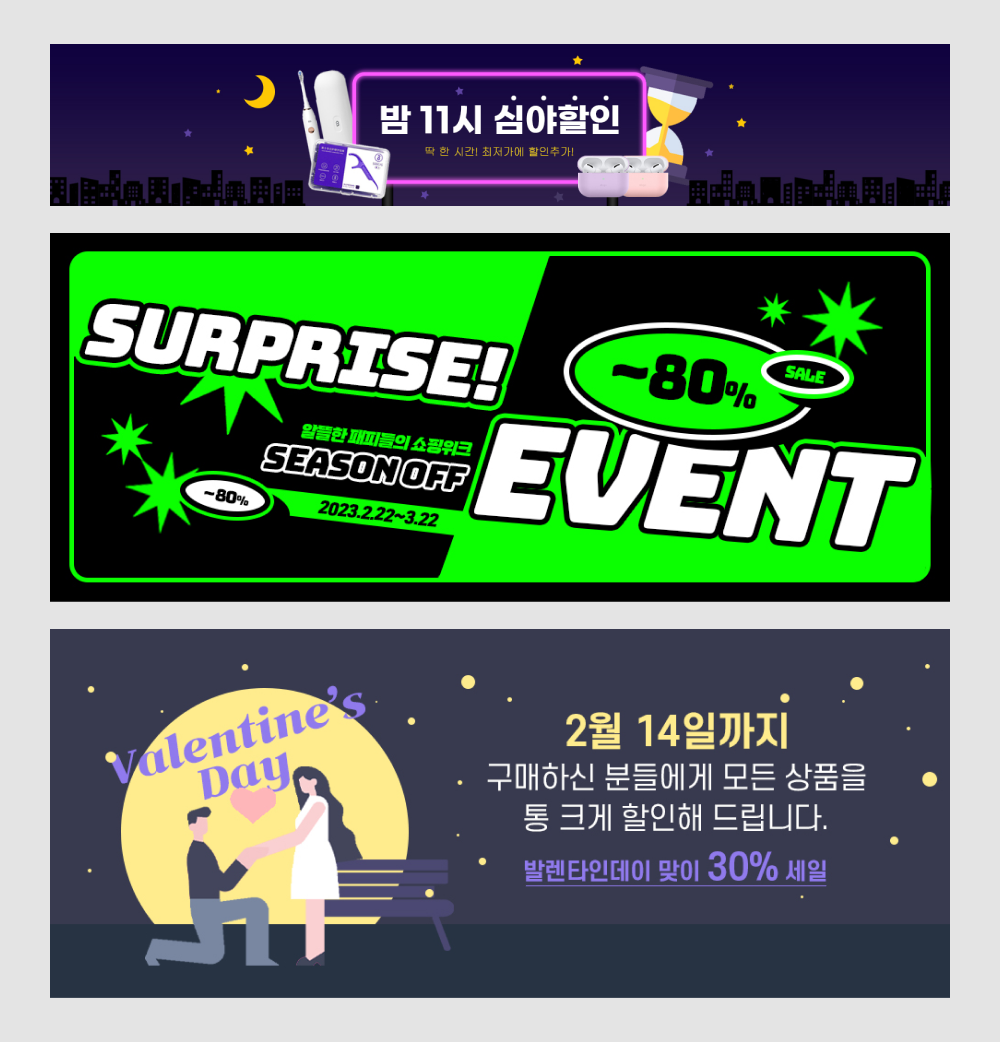 밤 11시 심야할인
딱 한 시간! 최저가에 할인추가!
SURPRISE!
~80%
SALE
알뜰한 패피들의 쇼핑위크
SEASON OFF
EVENT
~80%
2023.2.22~3.22
Valentine's
Day
2월 14일까지
구매하신 분들에게 모든 상품을
통 크게 할인해 드립니다.
발렌타인데이 맞이 30% 세일